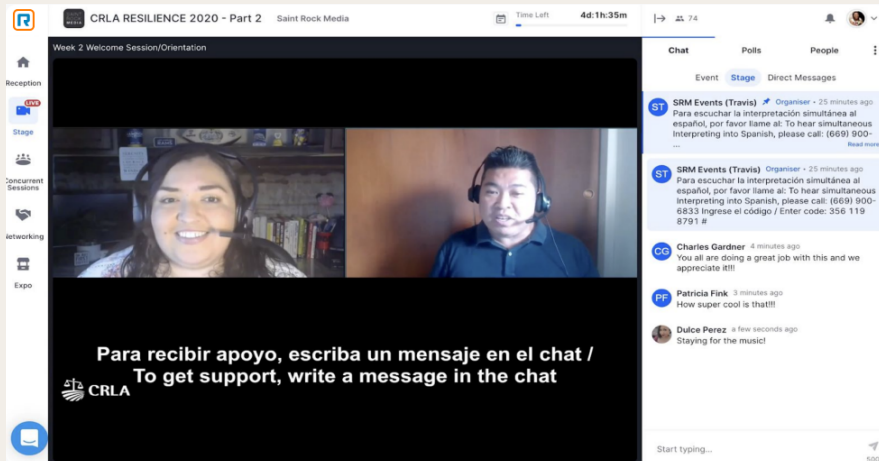 CRLA RESILIENCE 2020 - Part 2
Saint Rock Media
Time Left
4d:1h:35m
74
Week 2 Welcome Session/Orientation
Reception
LIVE
Stage
Concurrent
Sessions
Networking
Expo
Para recibir apoyo, escriba un mensaje en el chat /
To get support, write a message in the chat
CRLA
Chat
Polls
People
Event
Stage
Direct Messages
ST
SRM Events (Travis) Organiser • 25 minutes ago
Para escuchar la interpretación simultánea al
español, por favor llame al: To hear simultaneous
Interpreting into Spanish, please call: (669) 900-
...
Read more
ST
SRM Events (Travis) Organiser • 25 minutes ago
Para escuchar la interpretación simultánea al
español, por favor llame al: To hear simultaneous
Interpreting into Spanish, please call: (669) 900-
6833 Ingrese el código / Enter code: 356 119
8791 #
CG
Charles Gardner 4 minutes ago
You all are doing a great job with this and we
appreciate it!!!
PF
Patricia Fink 3 minutes ago
How super cool is that!!!
Dulce Perez a few seconds ago
Staying for the music!
Start typing...
500